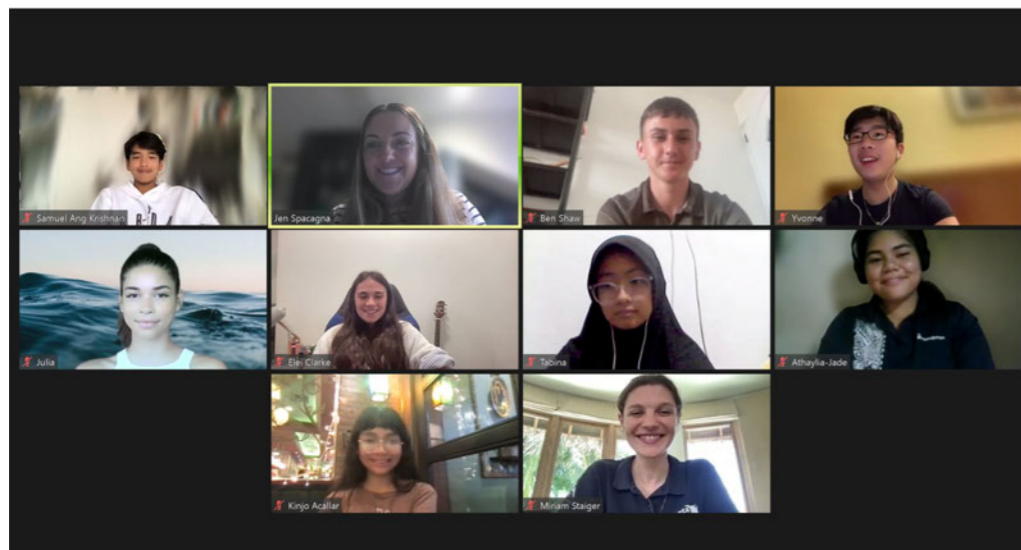 Samuel Ang Krishnan
Jen Spacagna
Ben Shaw
Yvonne
Julia
Elei Clarke
Tabina
Athaylia-Jade
Kinjo Acallar
Miriam Staiger